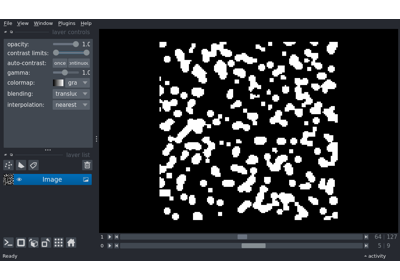 File View Window Plugins Help
layer controls
opacity: 1.0
contrast limits:
auto-contrast: once continuous
gamma: 1.0
colormap: gra
blending: transluc
interpolation: nearest
layer list
Image
1 64 127
0 5 9
Ready activity